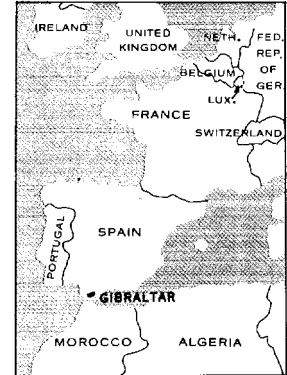 IRELAND
UNITED
KINGDOM
NETH.
FED.
REP.
OF
GER.
BELGIUM
LUX.
FRANCE
SWITZERLAND
PORTUGAL
SPAIN
GIBRALTAR
MOROCCO
ALGERIA